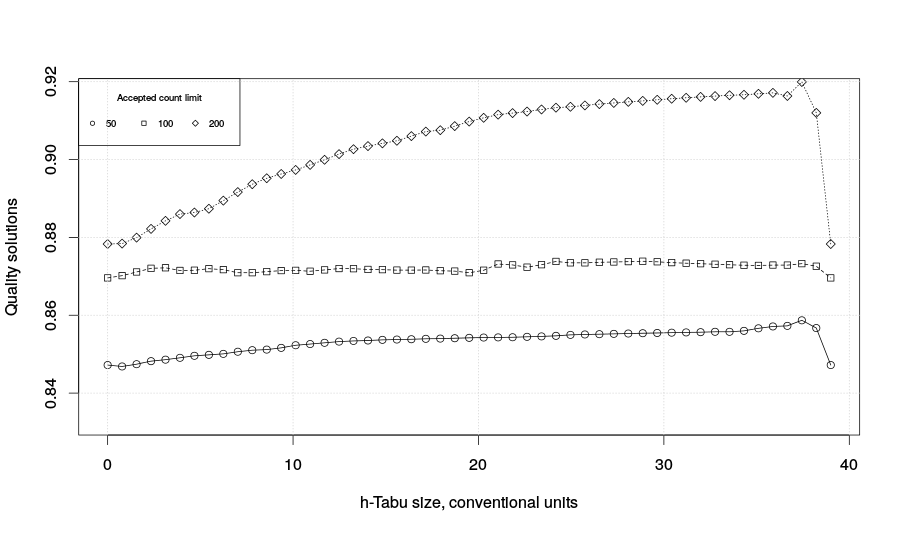 Accepted count limit
50 100 200
0.92
0.90
0.88
0.86
0.84
Quality solutions
0 10 20 30 40
h-Tabu size, conventional units